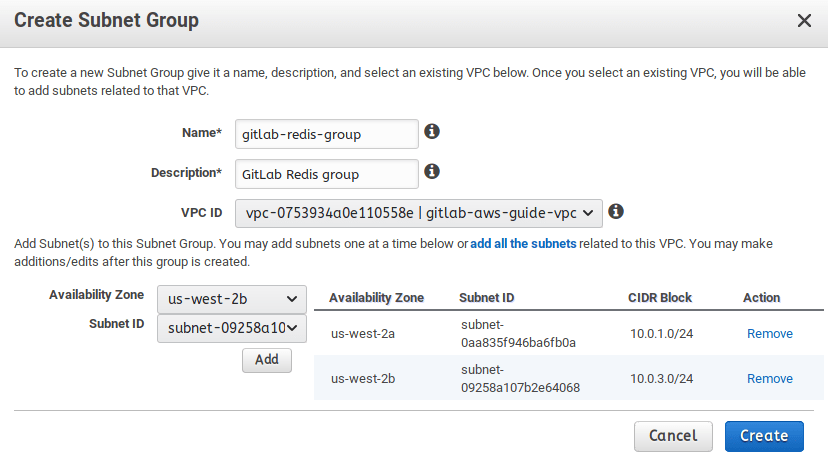 Create Subnet Group
To create a new Subnet Group give it a name, description, and select an existing VPC below. Once you select an existing VPC, you will be able
to add subnets related to that VPC.
Name*
gitlab-redis-group
Description*
GitLab Redis group
VPC ID
vpc-0753934a0e110558e | gitlab-aws-guide-vpc
Add Subnet(s) to this Subnet Group. You may add subnets one at a time below or add all the subnets related to this VPC. You may make
additions/edits after this group is created.
Availability Zone
us-west-2b
Subnet ID
subnet-09258a10
Add
Availability Zone Subnet ID CIDR Block Action
us-west-2a subnet-
0aa835f946ba6fb0a 10.0.1.0/24 Remove
us-west-2b subnet-
09258a107b2e64068 10.0.3.0/24 Remove
Cancel Create